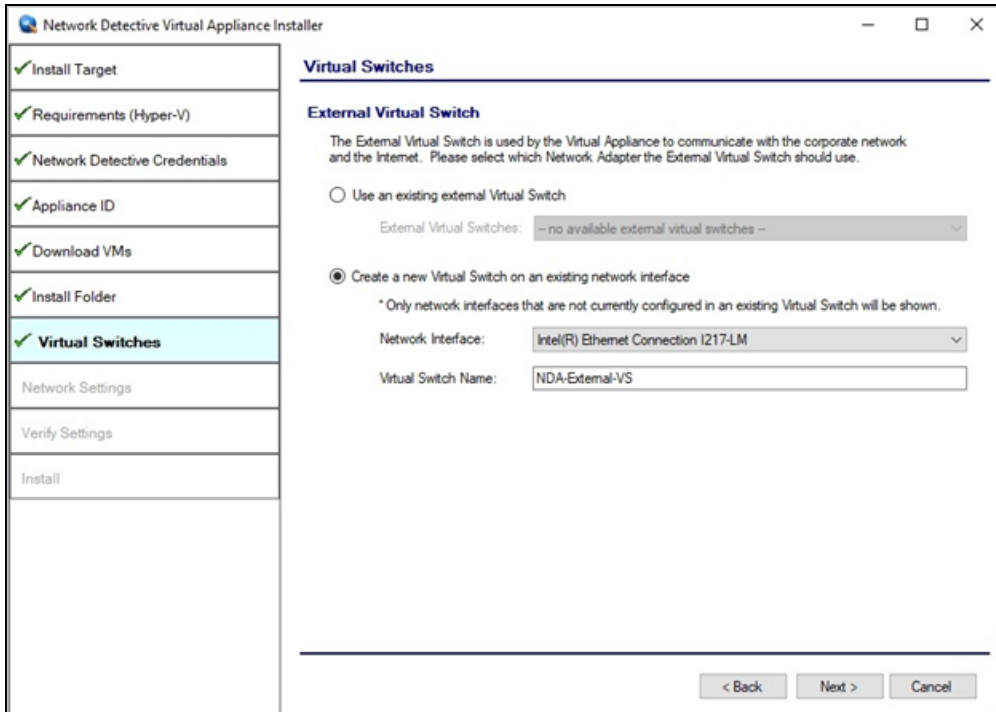 Network Detective Virtual Appliance Installer
Install Target
Requirements (Hyper-V)
Network Detective Credentials
Appliance ID
Download VMs
Install Folder
Virtual Switches
Network Settings
Verify Settings
Install
Virtual Switches
External Virtual Switch
The External Virtual Switch is used by the Virtual Appliance to communicate with the corporate network
and the Internet. Please select which Network Adapter the External Virtual Switch should use.
Use an existing external Virtual Switch
External Virtual Switches: -- no available external virtual switches --
Create a new Virtual Switch on an existing network interface
* Only network interfaces that are not currently configured in an existing Virtual Switch will be shown.
Network Interface: Intel(R) Ethernet Connection I217-LM
Virtual Switch Name: NDA-External-VS
< Back Next > Cancel